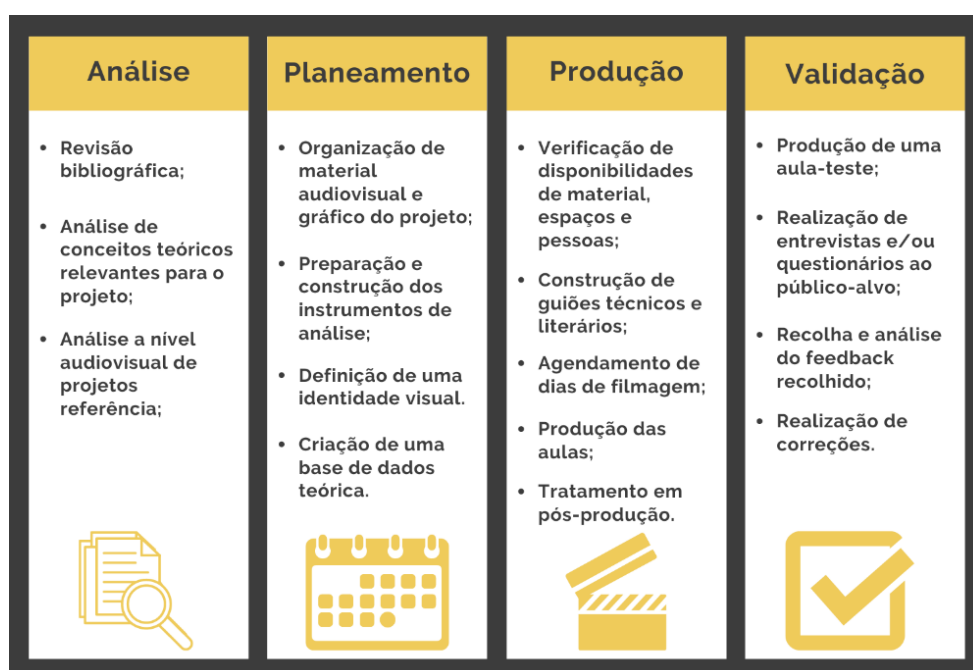 Análise
• Revisão
bibliográfica;
• Análise de
conceitos teóricos
relevantes para o
projeto;
• Análise a nível
audiovisual de
projetos
referência;
Planeamento
• Organização de
material
audiovisual e
gráfico do projeto;
• Preparação e
construção dos
instrumentos de
análise;
• Definição de uma
identidade visual.
• Criação de uma
base de dados
teórica.
Produção
• Verificação de
disponibilidades
de material,
espaços e
pessoas;
• Construção de
guiões técnicos e
literários;
• Agendamento de
dias de filmagem;
• Produção das
aulas;
• Tratamento em
pós-produção.
Validação
• Produção de uma
aula-teste;
• Realização de
entrevistas e/ou
questionários ao
público-alvo;
• Recolha e análise
do feedback
recolhido;
• Realização de
correções.